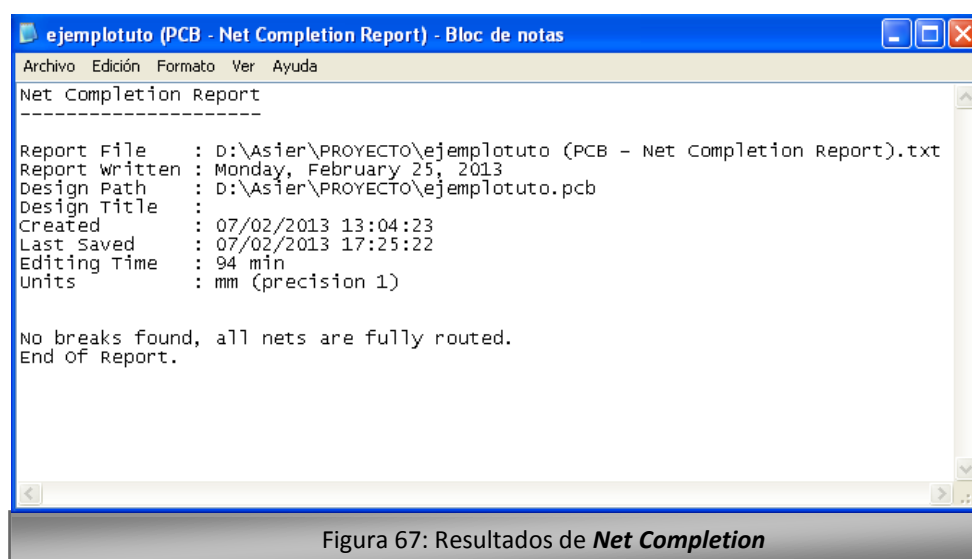 ejemplotuto (PCB - Net Completion Report) - Bloc de notas
Archivo Edición Formato Ver Ayuda
Net Completion Report
---------------------
Report File : D:\Asier\PROYECTO\ejemplotuto (PCB - Net Completion Report).txt
Report Written : Monday, February 25, 2013
Design Path : D:\Asier\PROYECTO\ejemplotuto.pcb
Design Title :
Created : 07/02/2013 13:04:23
Last Saved : 07/02/2013 17:25:22
Editing Time : 94 min
Units : mm (precision 1)
No breaks found, all nets are fully routed.
End Of Report.
Figura 67: Resultados de Net Completion